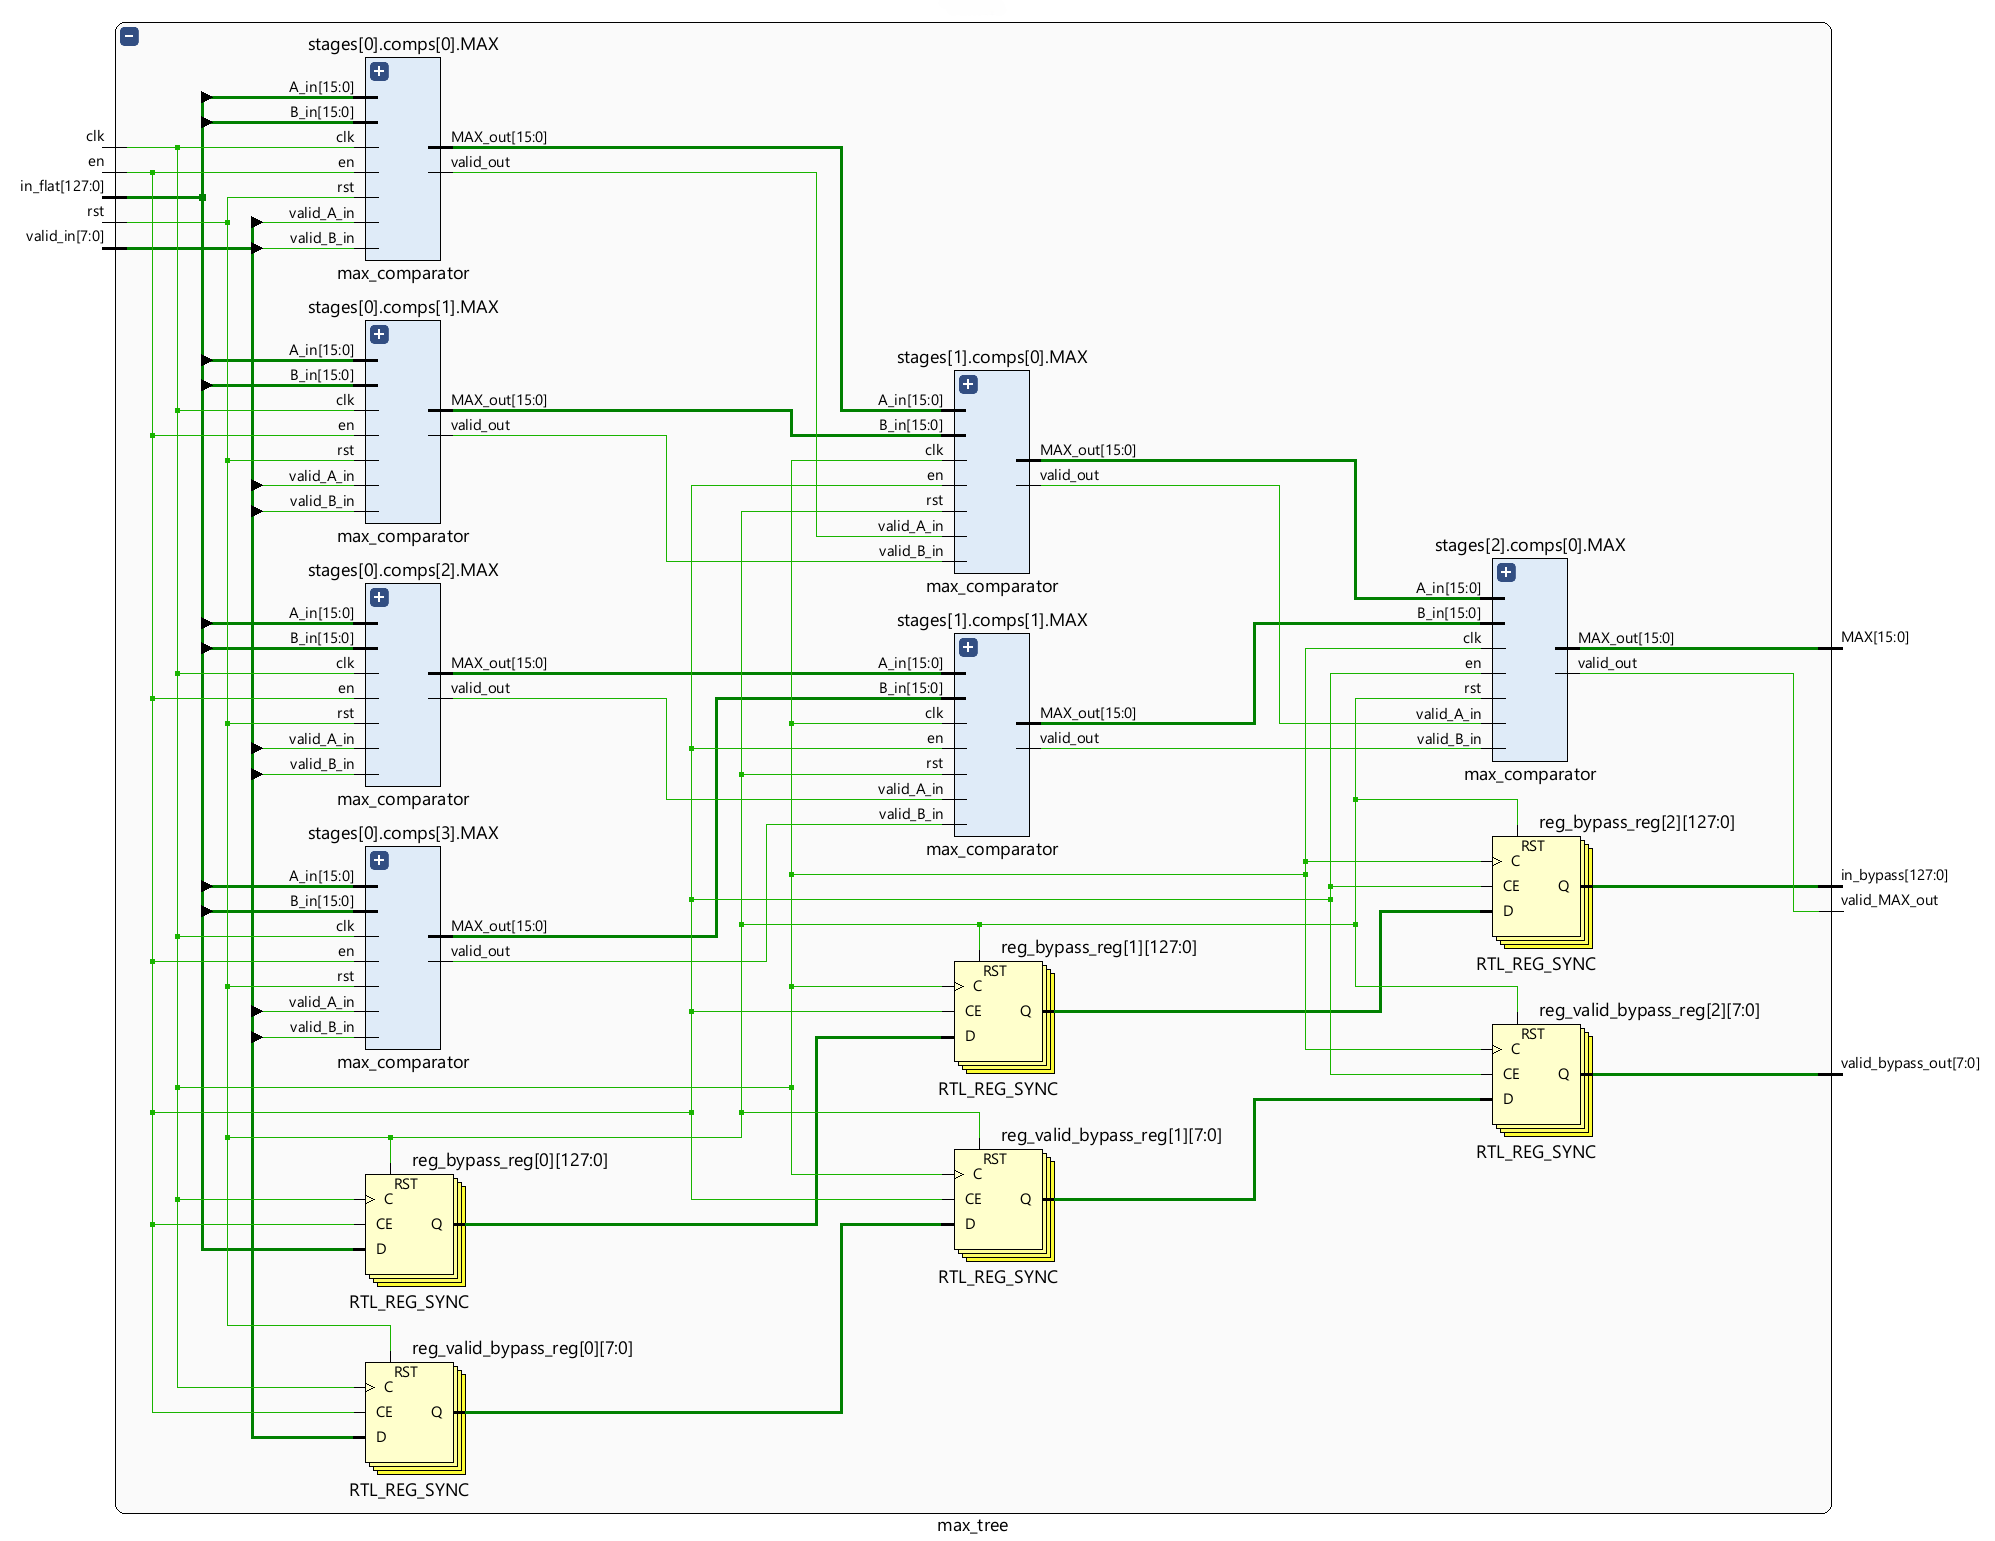 stages[0].comps[0].MAX
A_in[15:0]
B_in[15:0]
clk
en
rst
valid_A_in
valid_B_in
MAX_out[15:0]
valid_out
max_comparator
clk
en
in_flat[127:0]
rst
valid_in[7:0]
stages[0].comps[1].MAX
A_in[15:0]
B_in[15:0]
clk
en
rst
valid_A_in
valid_B_in
MAX_out[15:0]
valid_out
max_comparator
stages[0].comps[2].MAX
A_in[15:0]
B_in[15:0]
clk
en
rst
valid_A_in
valid_B_in
MAX_out[15:0]
valid_out
max_comparator
stages[0].comps[3].MAX
A_in[15:0]
B_in[15:0]
clk
en
rst
valid_A_in
valid_B_in
MAX_out[15:0]
valid_out
max_comparator
reg_bypass_reg[0][127:0]
RST
C
CE
D
Q
RTL_REG_SYNC
reg_valid_bypass_reg[0][7:0]
RST
C
CE
D
Q
RTL_REG_SYNC
stages[1].comps[0].MAX
A_in[15:0]
B_in[15:0]
clk
en
rst
valid_A_in
valid_B_in
MAX_out[15:0]
valid_out
max_comparator
stages[1].comps[1].MAX
A_in[15:0]
B_in[15:0]
clk
en
rst
valid_A_in
valid_B_in
MAX_out[15:0]
valid_out
max_comparator
reg_bypass_reg[1][127:0]
RST
C
CE
D
Q
RTL_REG_SYNC
reg_valid_bypass_reg[1][7:0]
RST
C
CE
D
Q
RTL_REG_SYNC
stages[2].comps[0].MAX
A_in[15:0]
B_in[15:0]
clk
en
rst
valid_A_in
valid_B_in
MAX_out[15:0]
valid_out
max_comparator
reg_bypass_reg[2][127:0]
RST
C
CE
D
Q
RTL_REG_SYNC
reg_valid_bypass_reg[2][7:0]
RST
C
CE
D
Q
RTL_REG_SYNC
MAX[15:0]
in_bypass[127:0]
valid_MAX_out
valid_bypass_out[7:0]
max_tree